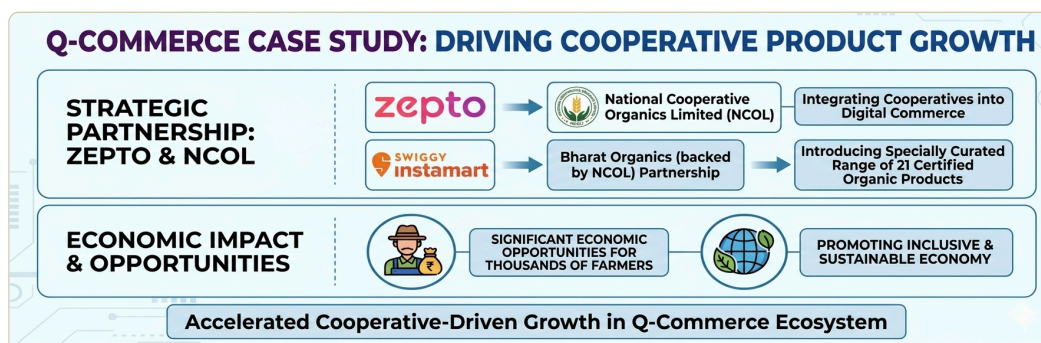 Q-COMMERCE CASE STUDY: DRIVING COOPERATIVE PRODUCT GROWTH
STRATEGIC
PARTNERSHIP:
ZEPTO & NCOL
zepto
National Cooperative
Organics Limited (NCOL)
Integrating Cooperatives into
Digital Commerce
SWIGGY
instamart
Bharat Organics (backed
by NCOL) Partnership
Introducing Specially Curated
Range of 21 Certified
Organic Products
ECONOMIC IMPACT
& OPPORTUNITIES
₹
SIGNIFICANT ECONOMIC
OPPORTUNITIES FOR
THOUSANDS OF FARMERS
PROMOTING INCLUSIVE &
SUSTAINABLE ECONOMY
Accelerated Cooperative-Driven Growth in Q-Commerce Ecosystem